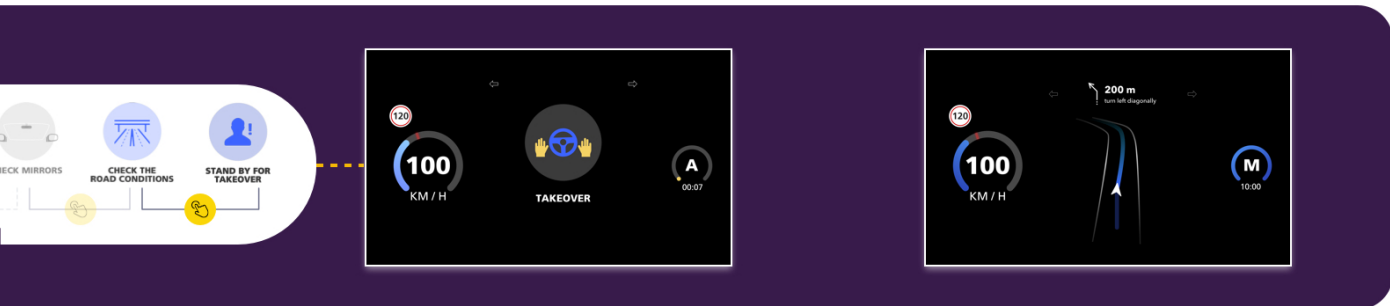 MIRRORS
CHECK THE
ROAD CONDITIONS
STAND BY FOR
TAKEOVER
120
100
KM / H
TAKEOVER
A
00:07
200 m
turn left diagonally
120
100
KM / H
M
10:00